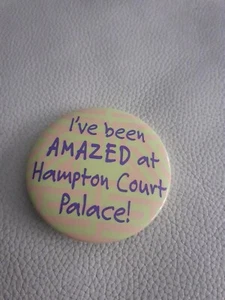 I've been
AMAZED at
Hampton Court
Palace!